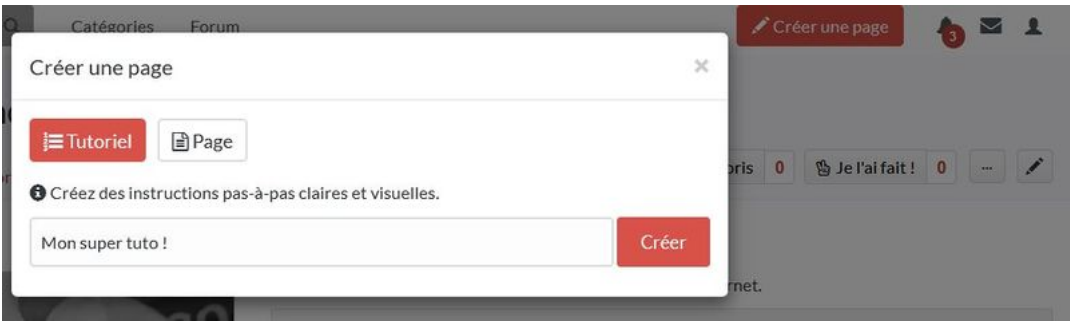 Catégories Forum Créer une page 3
Créer une page ×
Tutoriel Page
Créez des instructions pas-à-pas claires et visuelles.
Mon super tuto ! Créer
0 Je l'ai fait ! 0 ...